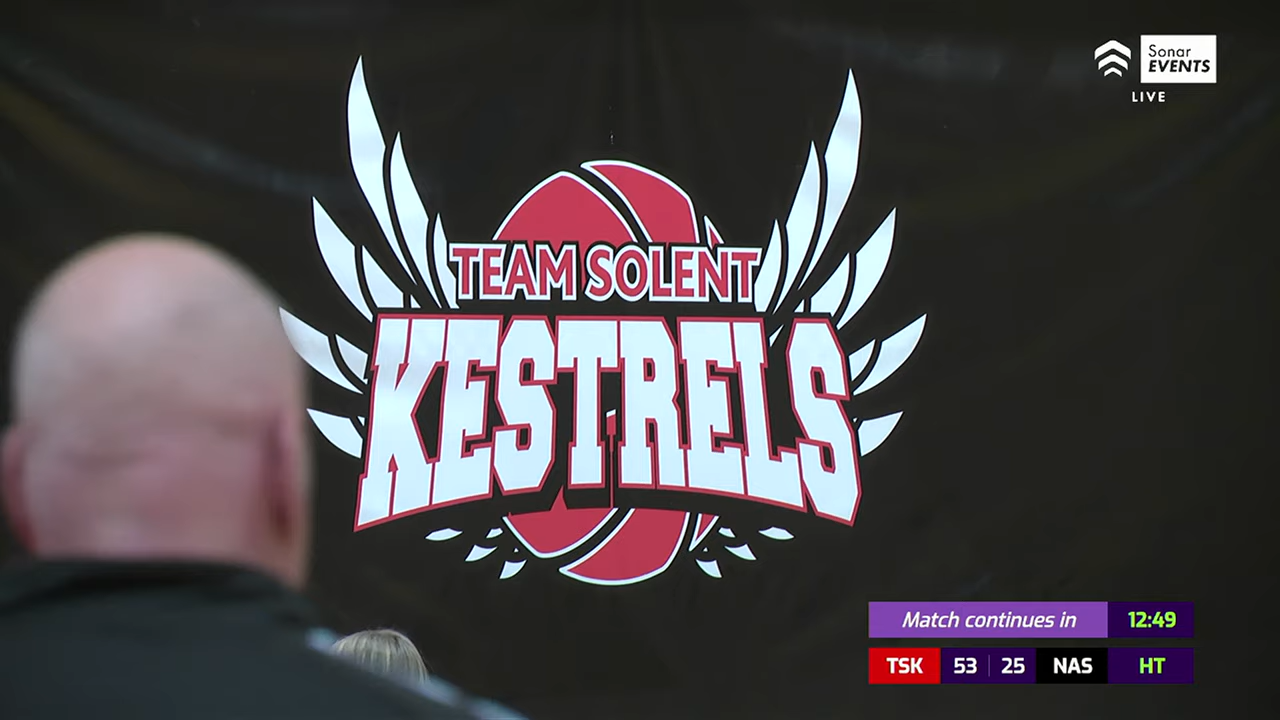 Sonar
EVENTS
LIVE
TEAM SOLENT
KESTRELS
Match continues in 12:49
TSK 53 25 NAS HT